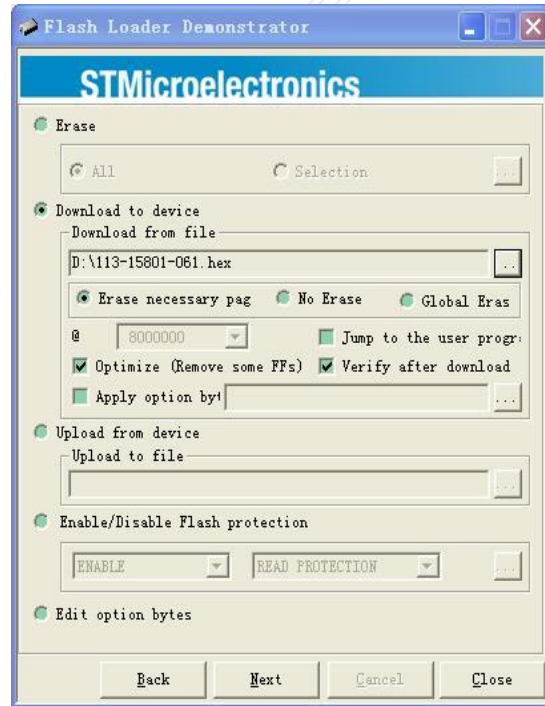 Flash Loader Demonstrator
STMicroelectronics
Erase
All Selection ...
Download to device
Download from file
D:\113-15801-061.hex ..
Erase necessary pag No Erase Global Eras
@ 8000000 Jump to the user progr
Optimize (Remove some FFs) Verify after download
Apply option by ...
Upload from device
Upload to file
...
Enable/Disable Flash protection
ENABLE READ PROTECTION ...
Edit option bytes
Back Next Cancel Close